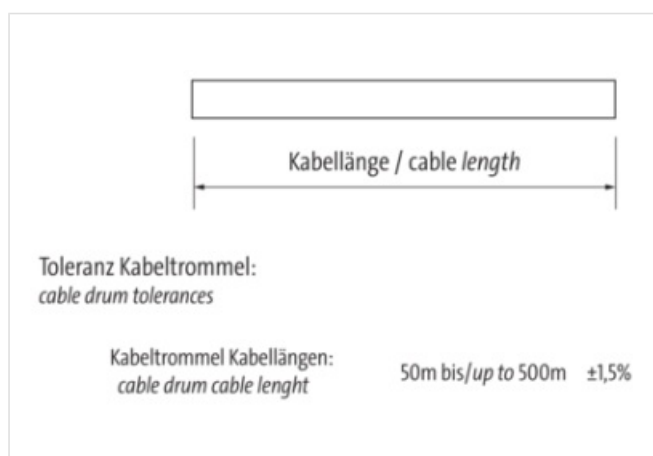 Kabellänge / cable length
Toleranz Kabeltrommel:
cable drum tolerances
Kabeltrommel Kabellängen:
cable drum cable lenght
50m bis/up to 500m ±1,5%